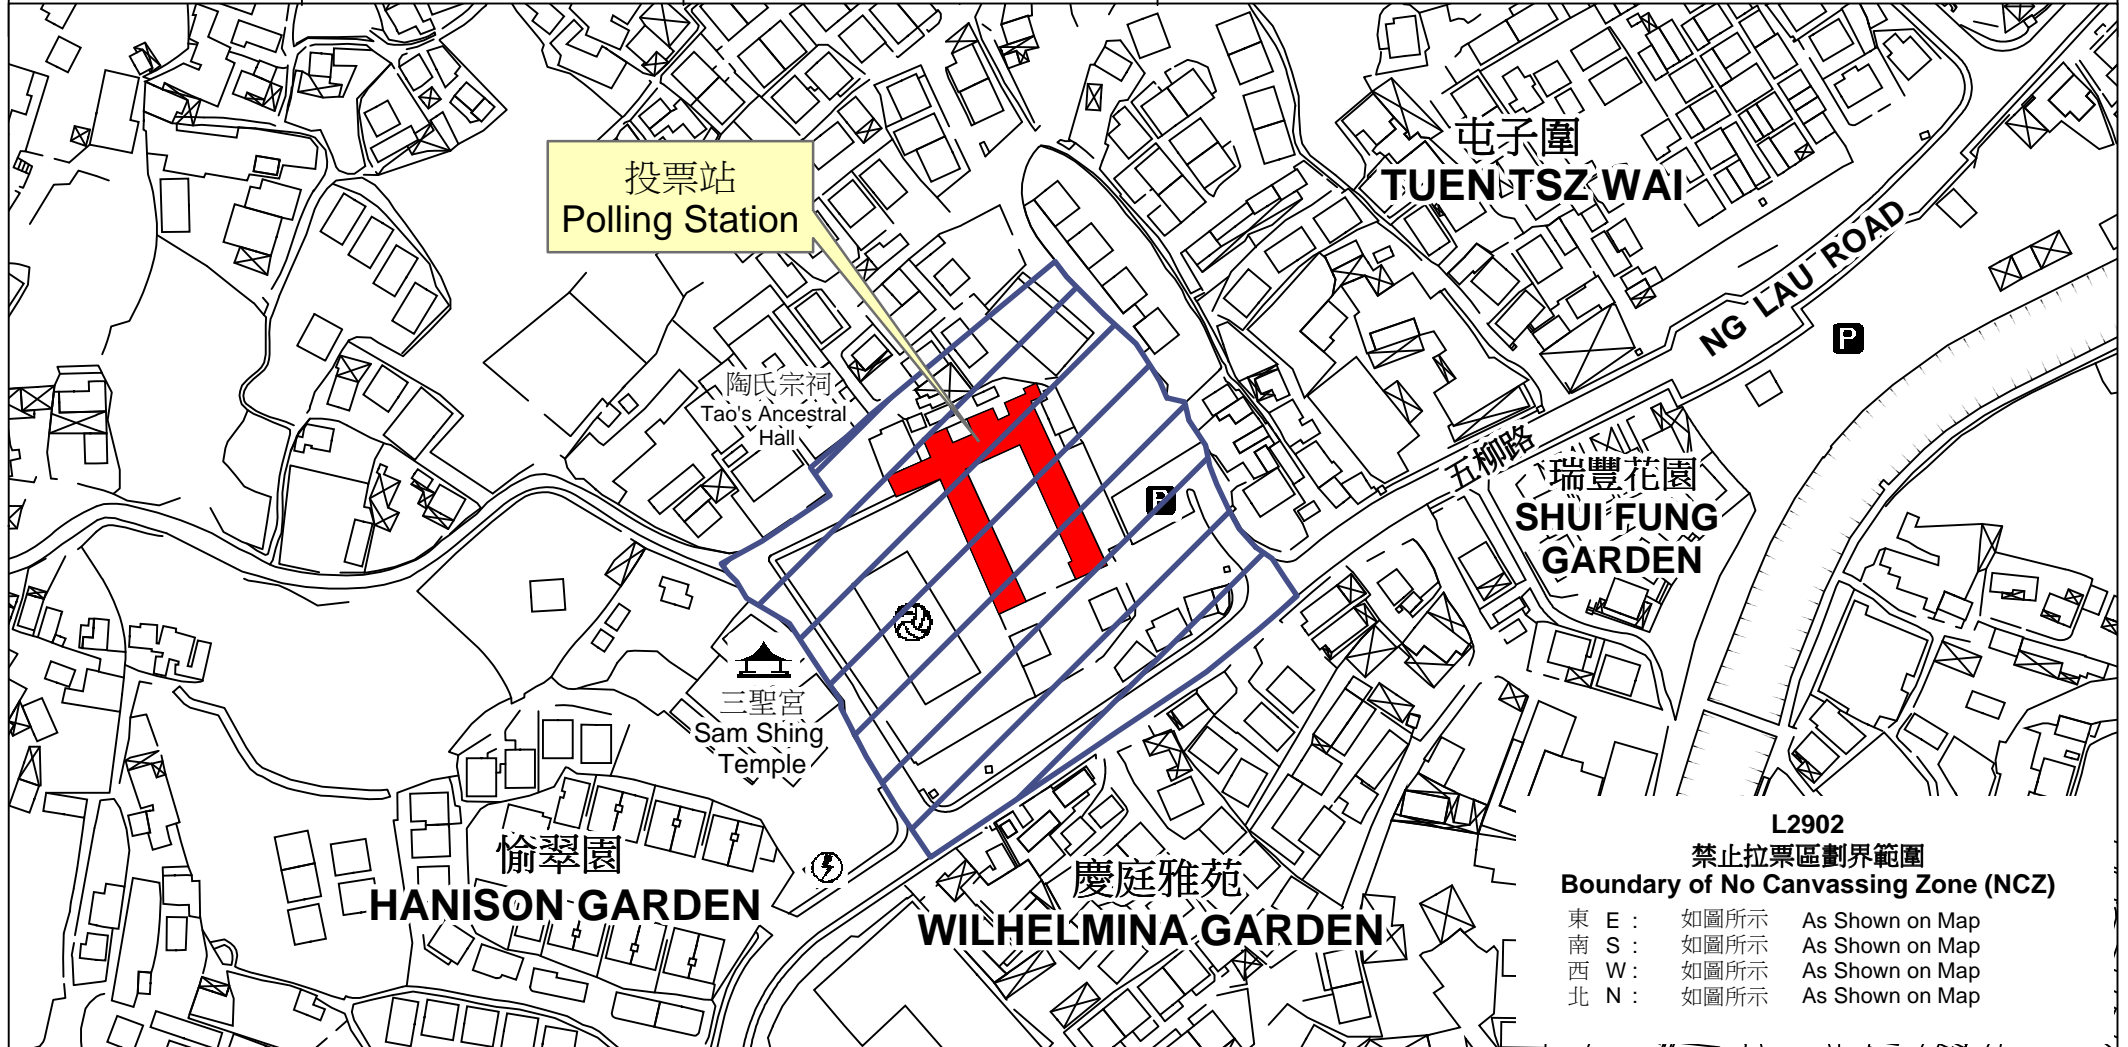 屯子圍
TUEN TSZ WAI
投票站
Polling Station
NG LAU ROAD
P
陶氏宗祠
Tao's Ancestral
Hall
五柳路
瑞豐花園
SHUI FUNG
GARDEN
P
三聖宮
Sam Shing
Temple
愉翠園
HANISON GARDEN
慶庭雅苑
WILHELMINA GARDEN
L2902
禁止拉票區劃界範圍
Boundary of No Canvassing Zone (NCZ)
東 E : 如圖所示 As Shown on Map
南 S : 如圖所示 As Shown on Map
西 W : 如圖所示 As Shown on Map
北 N : 如圖所示 As Shown on Map